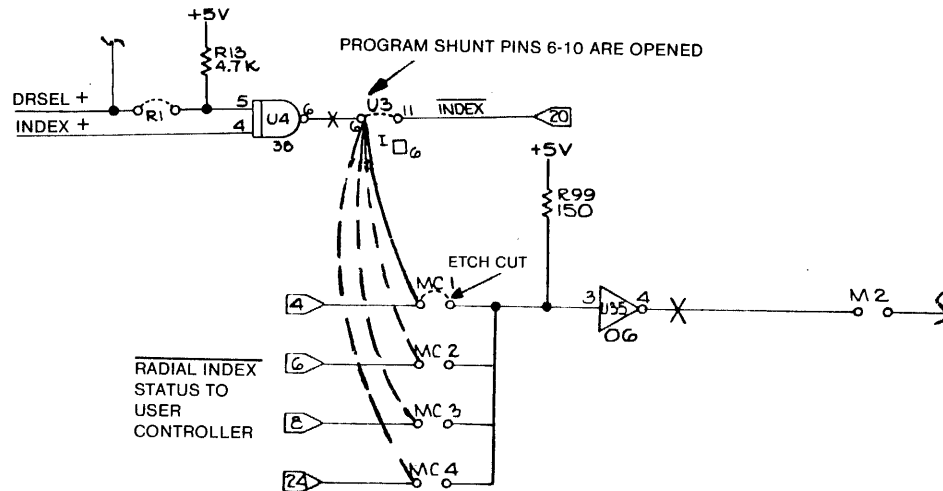 +5V
PROGRAM SHUNT PINS 6-10 ARE OPENED
R13
4.7K
DRSEL +
R1
5
6
U3
11
INDEX
20
INDEX +
4
U4
6
38
I 6
+5V
R99
150
ETCH CUT
MC 1
4
3
U35
4
06
M2
6
MC 2
RADIAL INDEX
STATUS TO
USER
CONTROLLER
8
MC 3
24
MC 4